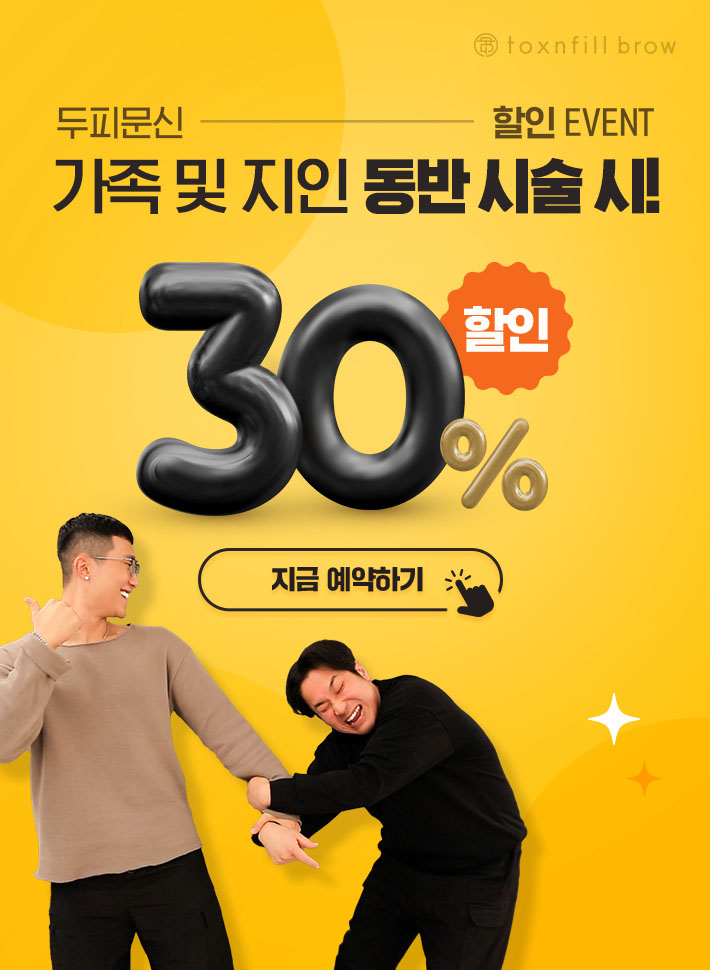 toxnfill brow
두피문신 할인 EVENT
가족 및 지인 동반 시술 시!
30%
할인
지금 예약하기